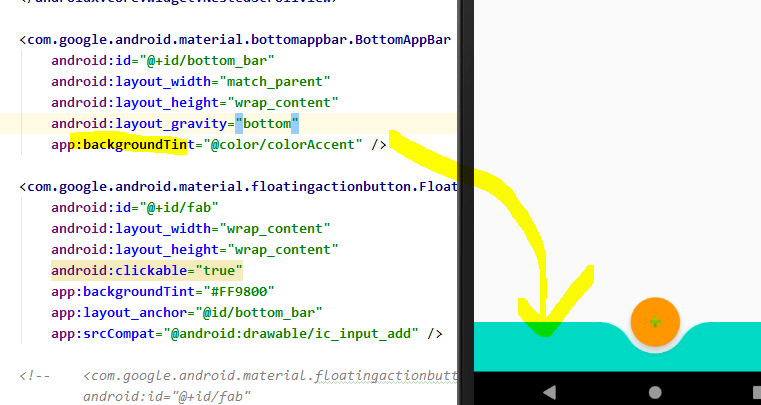 <com.google.android.material.bottomappbar.BottomAppBar
android:id="@+id/bottom_bar"
android:layout_width="match_parent"
android:layout_height="wrap_content"
android:layout_gravity="bottom"
app:backgroundTint="@color/colorAccent" />
<com.google.android.material.floatingactionbutton.Float
android:id="@+id/fab"
android:layout_width="wrap_content"
android:layout_height="wrap_content"
android:clickable="true"
app:backgroundTint="#FF9800"
app:layout_anchor="@id/bottom_bar"
app:srcCompat="@android:drawable/ic_input_add" />
<!-- <com.google.android.material.floatingactionbutt
android:id="@+id/fab"